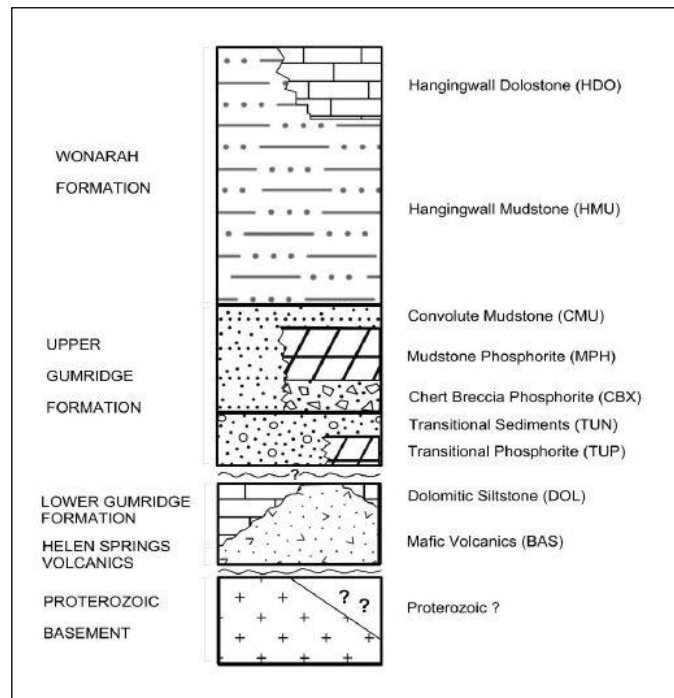 Hangingwall Dolostone (HDO)
WONARAH
FORMATION
Hangingwall Mudstone (HMU)
Convolute Mudstone (CMU)
UPPER
GUMRIDGE
FORMATION
Mudstone Phosphorite (MPH)
Chert Breccia Phosphorite (CBX)
Transitional Sediments (TUN)
Transitional Phosphorite (TUP)
?
LOWER GUMRIDGE
FORMATION
Dolomitic Siltstone (DOL)
HELEN SPRINGS
VOLCANICS
Mafic Volcanics (BAS)
PROTEROZOIC
BASEMENT
? ?
?
Proterozoic ?